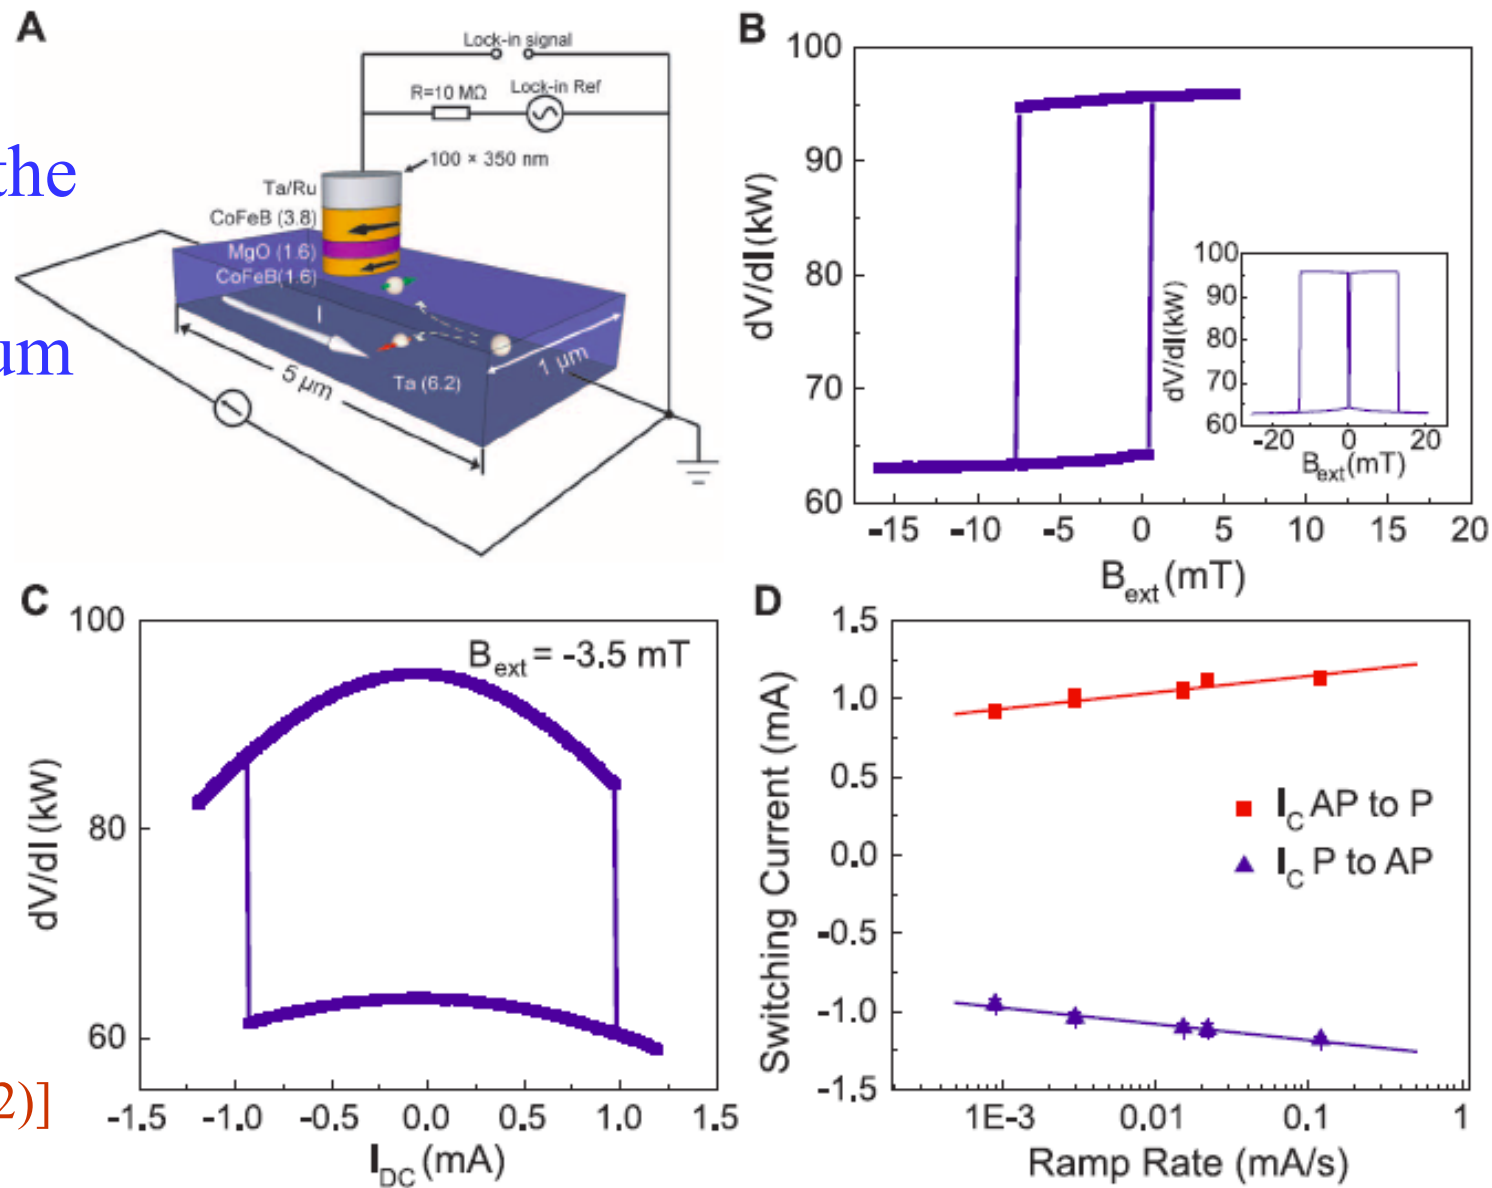 the
um
2)]
A
Lock-in signal
R=10 MΩ
Lock-in Ref
100 × 350 nm
Ta/Ru
CoFeB (3.8)
MgO (1.6)
CoFeB(1.6)
I
Ta (6.2)
5 µm
1 µm
B
100
90
80
70
60
dV/dI (kW)
-15 -10 -5 0 5 10 15 20
Bext (mT)
100
90
80
70
60
dV/dI(kW)
-20 0 20
Bext(mT)
C
100
80
60
dV/dI (kW)
Bext = -3.5 mT
-1.5 -1.0 -0.5 0.0 0.5 1.0 1.5
IDC (mA)
D
1.5
1.0
0.5
0.0
-0.5
-1.0
-1.5
Switching Current (mA)
IC AP to P
IC P to AP
1E-3 0.01 0.1 1
Ramp Rate (mA/s)